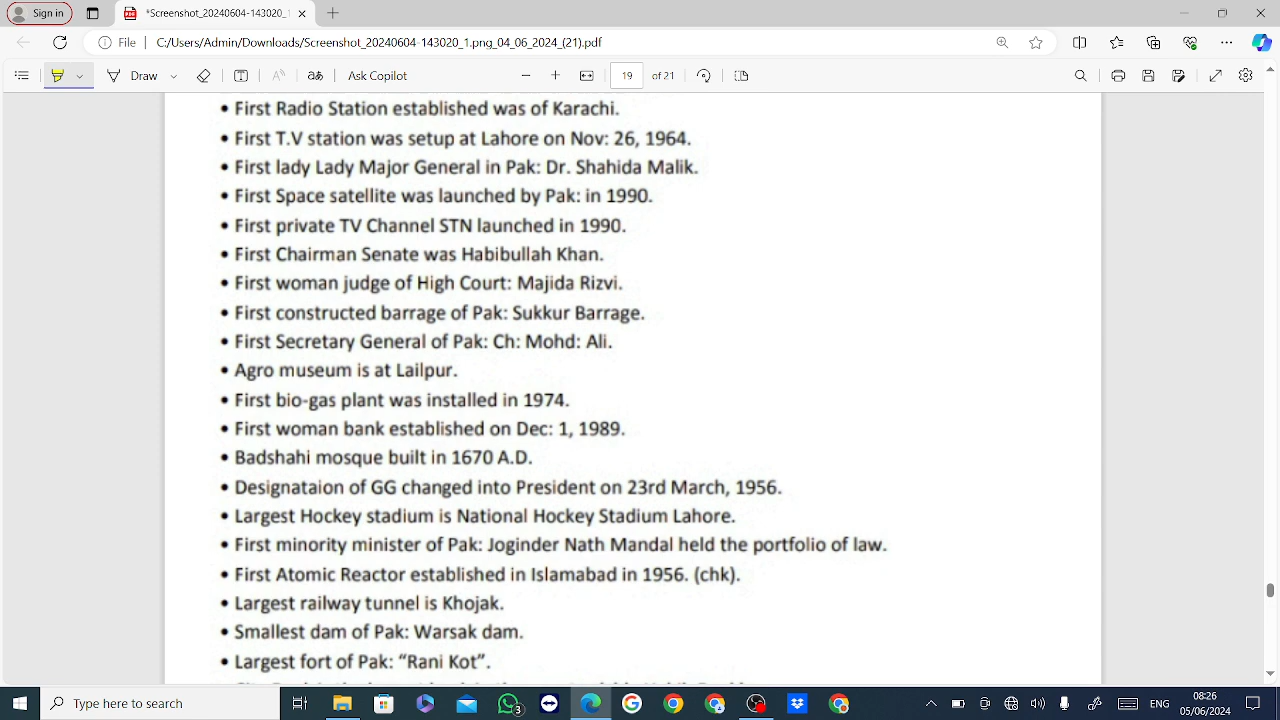 Sign in
*Screenshot_20240604-143020_1
File
C:/Users/Admin/Downloads/Screenshot_20240604-143020_1.png_04_06_2024_(21).pdf
Draw
Ask Copilot
19 of 21
• First Radio Station established was of Karachi.
• First T.V station was setup at Lahore on Nov: 26, 1964.
• First lady Lady Major General in Pak: Dr. Shahida Malik.
• First Space satellite was launched by Pak: in 1990.
• First private TV Channel STN launched in 1990.
• First Chairman Senate was Habibullah Khan.
• First woman judge of High Court: Majida Rizvi.
• First constructed barrage of Pak: Sukkur Barrage.
• First Secretary General of Pak: Ch: Mohd: Ali.
• Agro museum is at Lailpur.
• First bio-gas plant was installed in 1974.
• First woman bank established on Dec: 1, 1989.
• Badshahi mosque built in 1670 A.D.
• Designataion of GG changed into President on 23rd March, 1956.
• Largest Hockey stadium is National Hockey Stadium Lahore.
• First minority minister of Pak: Joginder Nath Mandal held the portfolio of law.
• First Atomic Reactor established in Islamabad in 1956. (chk).
• Largest railway tunnel is Khojak.
• Smallest dam of Pak: Warsak dam.
• Largest fort of Pak: “Rani Kot”.
Type here to search
3
ENG
08:26
05/06/2024